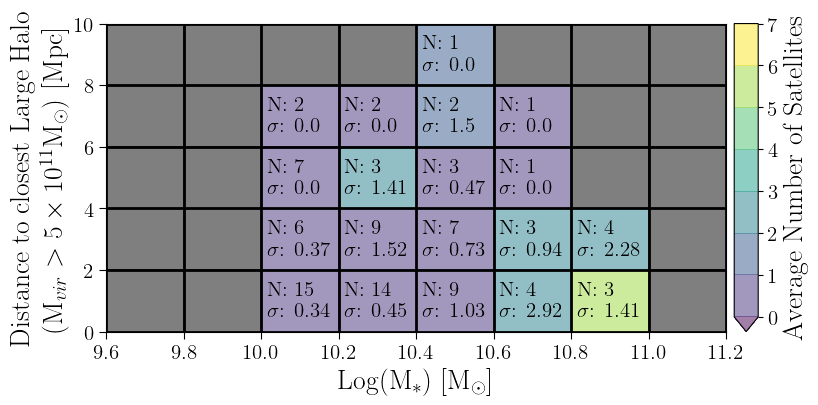 Distance to closest Large Halo
(M_vir > 5 × 10^11 M_⊙) [Mpc]
10
8
6
4
2
0
N: 1
σ: 0.0
N: 2
σ: 0.0
N: 2
σ: 0.0
N: 2
σ: 1.5
N: 1
σ: 0.0
N: 7
σ: 0.0
N: 3
σ: 1.41
N: 3
σ: 0.47
N: 1
σ: 0.0
N: 6
σ: 0.37
N: 9
σ: 1.52
N: 7
σ: 0.73
N: 3
σ: 0.94
N: 4
σ: 2.28
N: 15
σ: 0.34
N: 14
σ: 0.45
N: 9
σ: 1.03
N: 4
σ: 2.92
N: 3
σ: 1.41
9.6 9.8 10.0 10.2 10.4 10.6 10.8 11.0 11.2
Log(M_*) [M_⊙]
7
6
5
4
3
2
1
0
Average Number of Satellites